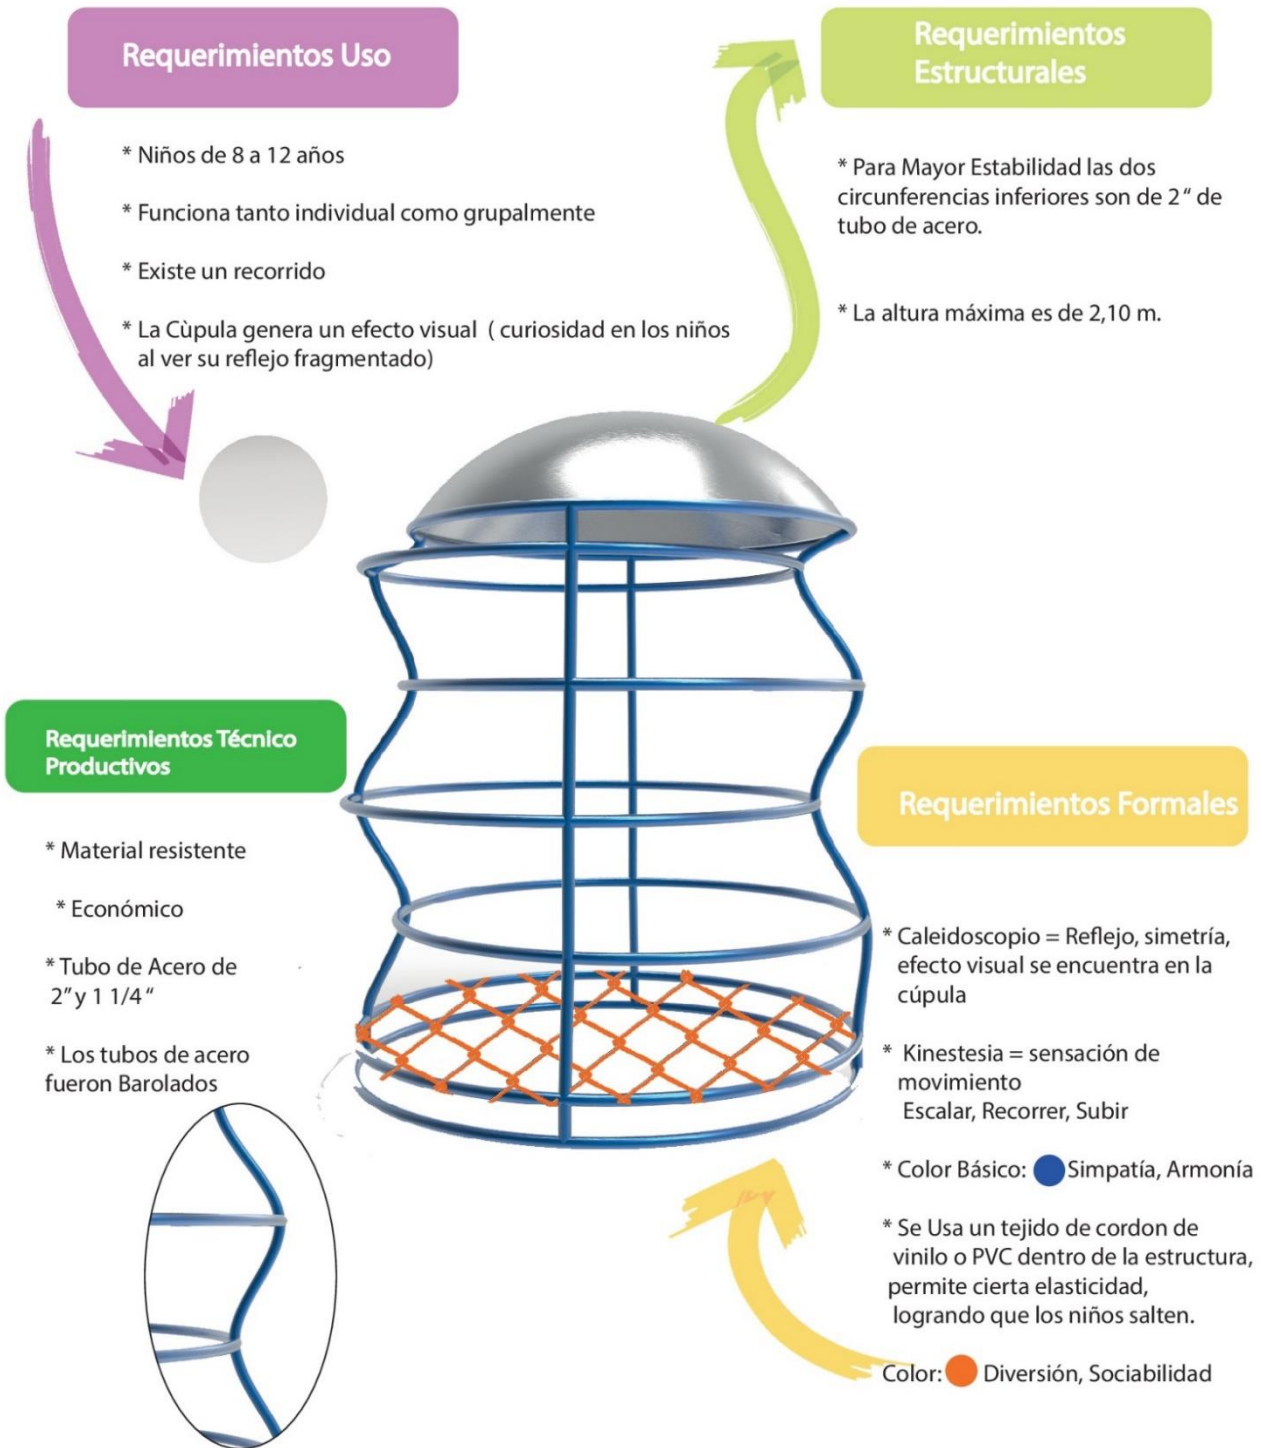 Requerimientos Uso
* Niños de 8 a 12 años
* Funciona tanto individual como grupalmente
* Existe un recorrido
* La Cùpula genera un efecto visual ( curiosidad en los niños
al ver su reflejo fragmentado)
Requerimientos
Estructurales
* Para Mayor Estabilidad las dos
circunferencias inferiores son de 2“ de
tubo de acero.
* La altura máxima es de 2,10 m.
Requerimientos Técnico
Productivos
* Material resistente
* Económico
* Tubo de Acero de
2” y 1 1/4 “
* Los tubos de acero
fueron Barolados
Requerimientos Formales
* Caleidoscopio = Reflejo, simetría,
efecto visual se encuentra en la
cúpula
* Kinestesia = sensación de
movimiento
Escalar, Recorrer, Subir
* Color Básico: Simpatía, Armonía
* Se Usa un tejido de cordon de
vinilo o PVC dentro de la estructura,
permite cierta elasticidad,
logrando que los niños salten.
Color: Diversión, Sociabilidad